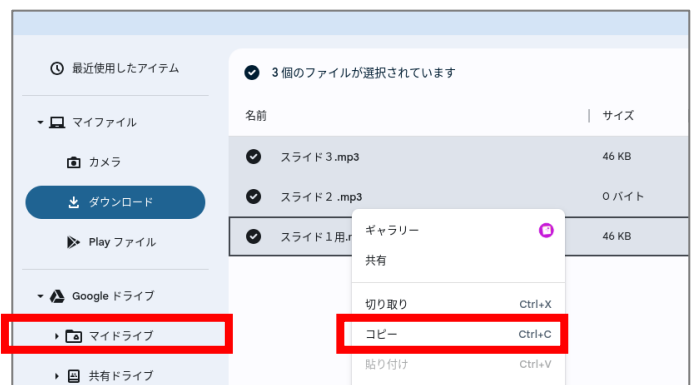 最近使用したアイテム
マイファイル
カメラ
ダウンロード
Play ファイル
Google ドライブ
マイドライブ
共有ドライブ
3 個のファイルが選択されています
名前
サイズ
スライド３.mp3
46 KB
スライド２ .mp3
0 バイト
スライド１用.
46 KB
ギャラリー
共有
切り取り Ctrl+X
コピー Ctrl+C
貼り付け Ctrl+V